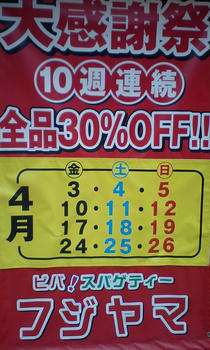 大感謝祭
10週連続
全品30%OFF!!
金 土 日
4月
3・4・5
10・11・12
17・18・19
24・25・26
ピパ!スパゲティー
フジヤマ